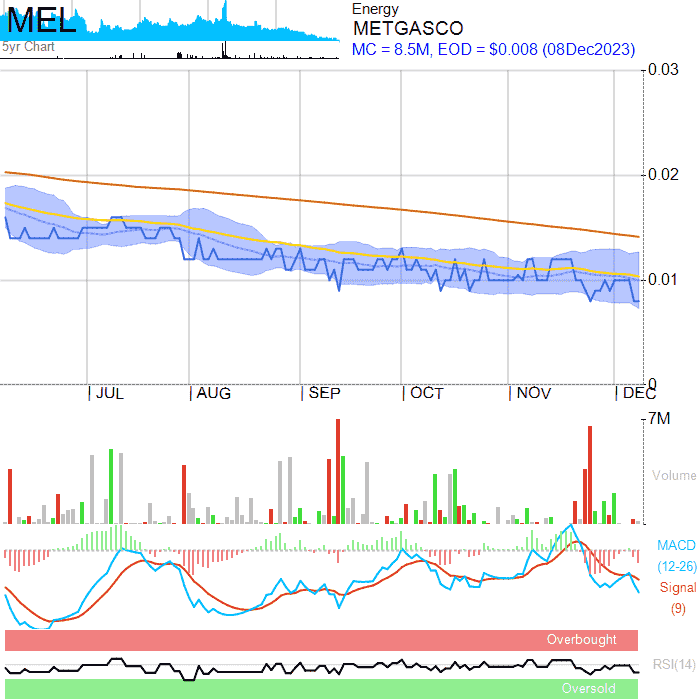 MEL
5yr Chart
Energy
METGASCO
MC = 8.5M, EOD = $0.008 (08Dec2023)
0.03
0.02
0.01
0
JUL AUG SEP OCT NOV DEC
7M
Volume
MACD
(12-26)
Signal
(9)
Overbought
RSI(14)
Oversold